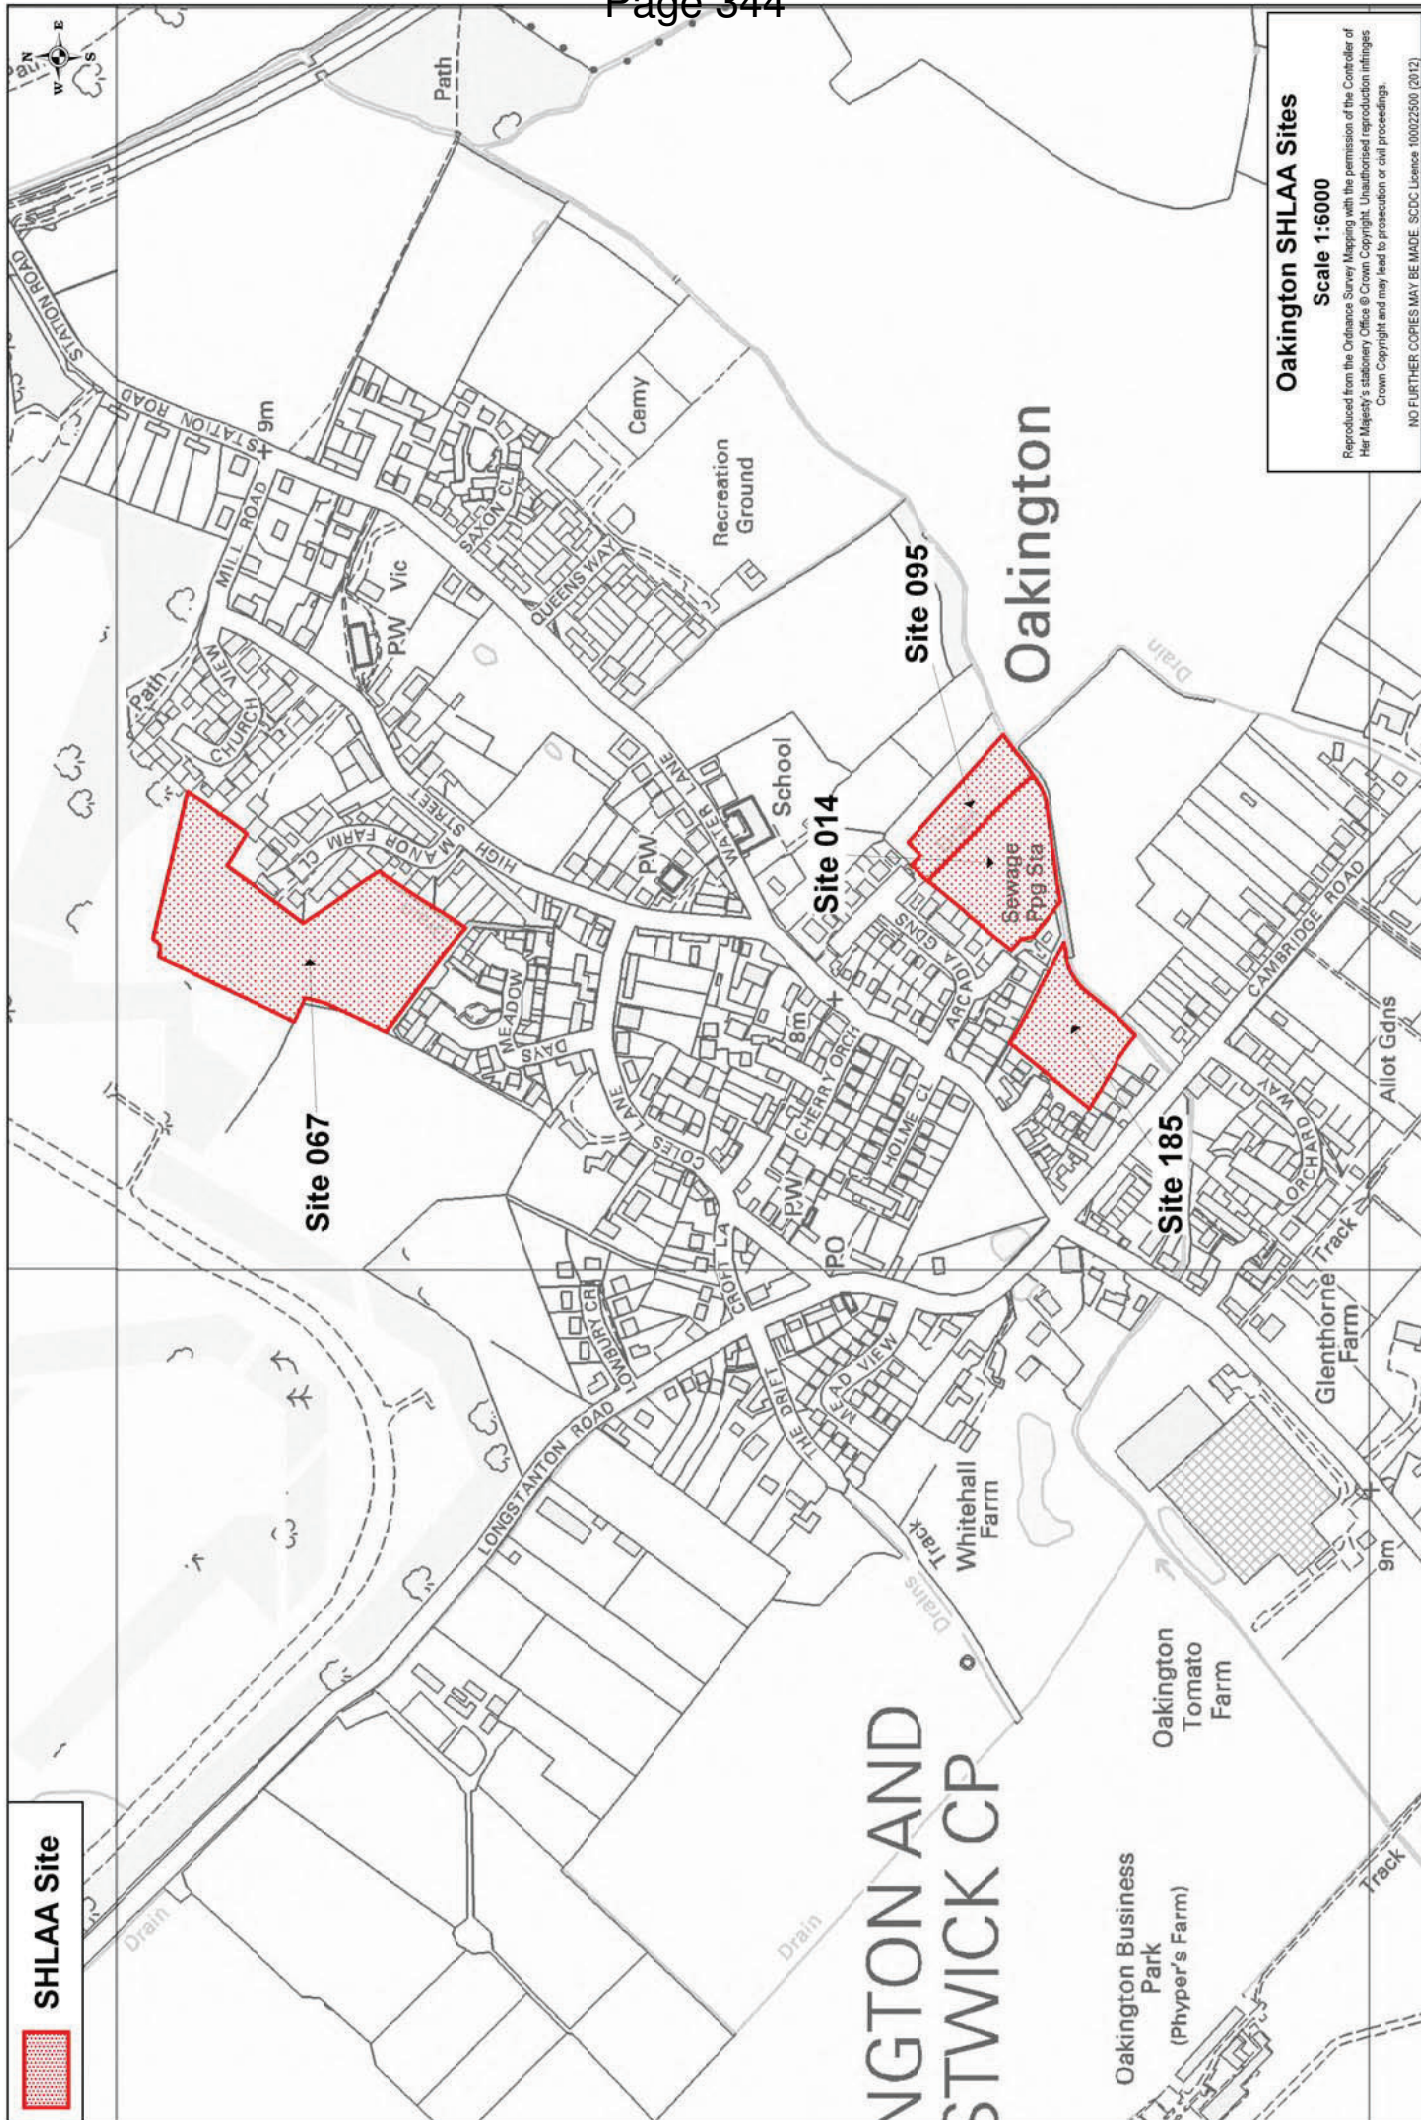 Page 344
SHLAA Site
N
E
S
W
Path
STATION ROAD
STATION ROAD
9m
MILL ROAD
Path
CHURCH VIEW
PW
Vic
SAXON CL
QUEENS WAY
Cemy
Recreation
Ground
MANOR FARM CL
HIGH STREET
Site 067
MEADOW
DAYS
PW
WATER LANE
School
Site 014
Site 095
Oakington
Sewage
Ppg Sta
ARCADIA GDNS
8m
CHERRY ORCH
HOLME CL
COLES LANE
PW
CROFT LA
PO
LOWBURY CR
LONGSTANTON ROAD
THE DRIFT
MEAD VIEW
Site 185
CAMBRIDGE ROAD
ORCHARD WAY
Allot Gdns
Track
Glenthorne
Farm
Drain
Whitehall
Farm
Track
Drains
9m
Oakington
Tomato
Farm
Drain
Drain
NGTON AND
STWICK CP
Oakington Business
Park
(Phyper's Farm)
Track
Oakington SHLAA Sites
Scale 1:6000
Reproduced from the Ordnance Survey Mapping with the permission of the Controller of
Her Majesty's stationery Office © Crown Copyright. Unauthorised reproduction infringes
Crown Copyright and may lead to prosecution or civil proceedings.
NO FURTHER COPIES MAY BE MADE. SCDC Licence 100022500 (2012)